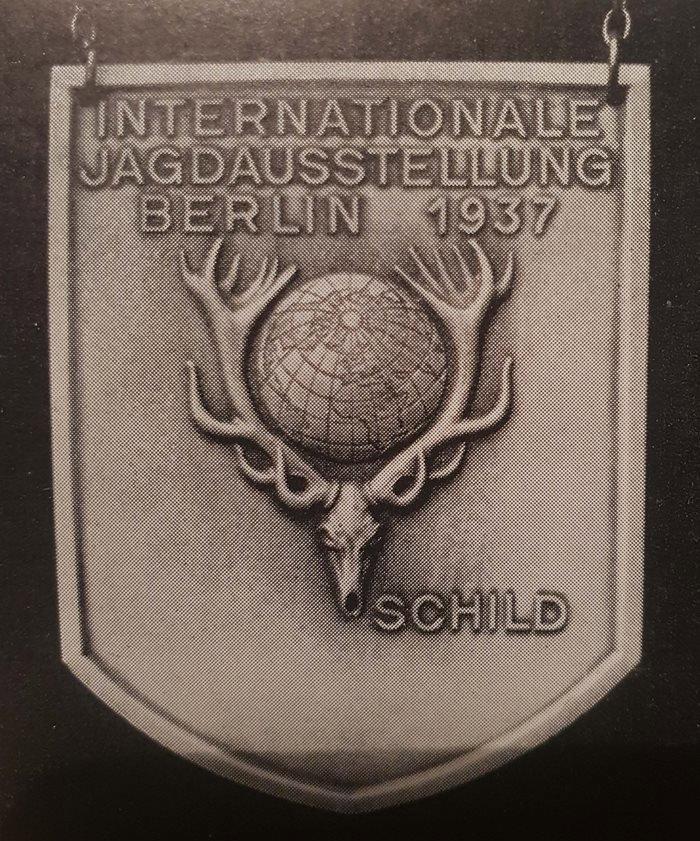 INTERNATIONALE
JAGDAUSSTELLUNG
BERLIN 1937
SCHILD